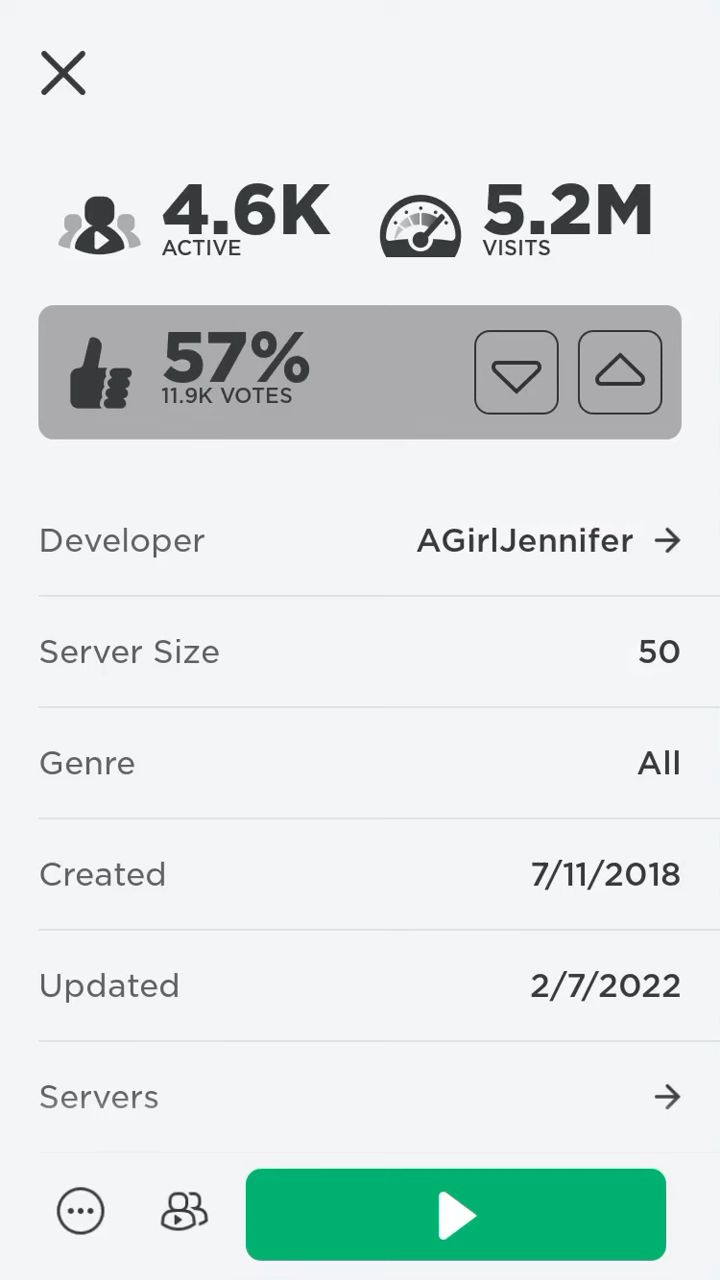 4.6K
ACTIVE
5.2M
VISITS
57%
11.9K VOTES
Developer AGirlJennifer
Server Size 50
Genre All
Created 7/11/2018
Updated 2/7/2022
Servers